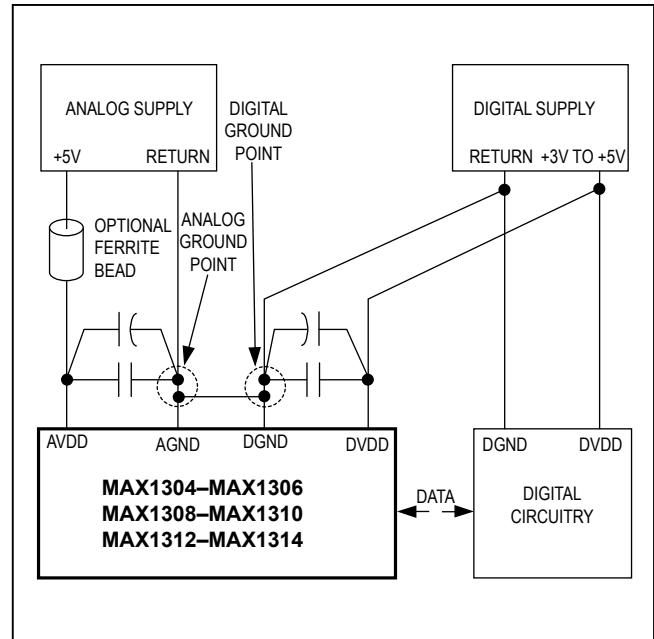 ANALOG SUPPLY
+5V
RETURN
DIGITAL
GROUND
POINT
DIGITAL SUPPLY
RETURN
+3V TO +5V
OPTIONAL
FERRITE
BEAD
ANALOG
GROUND
POINT
AVDD
AGND
DGND
DVDD
MAX1304–MAX1306
MAX1308–MAX1310
MAX1312–MAX1314
DATA
DGND
DVDD
DIGITAL
CIRCUITRY